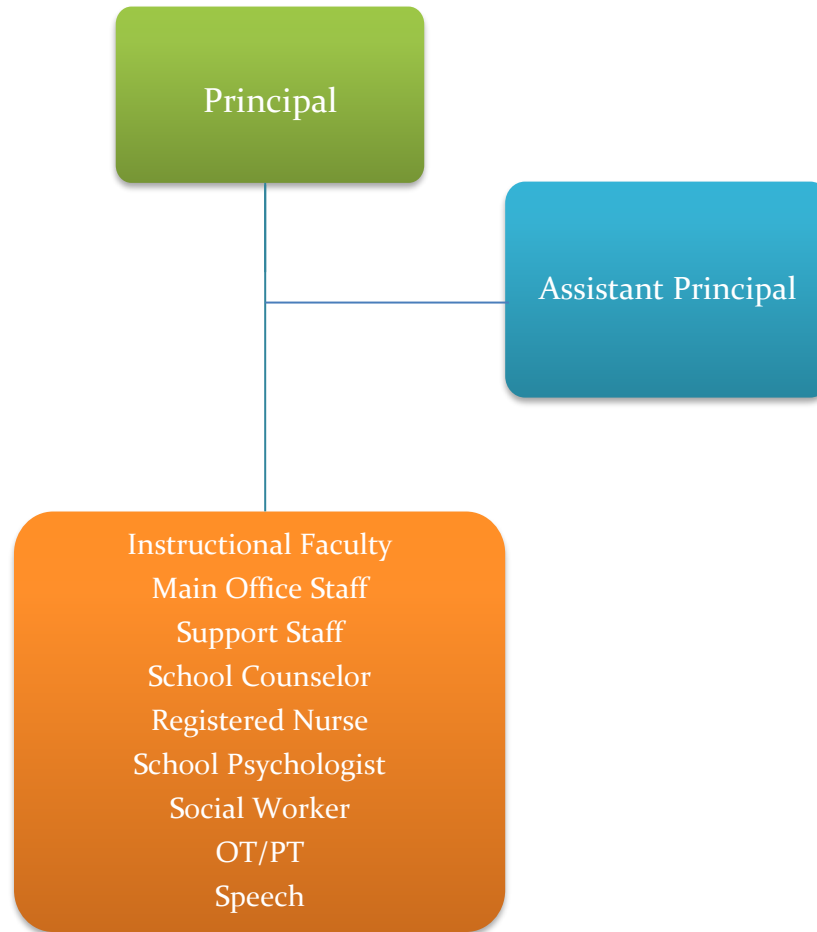 Principal
Assistant Principal
Instructional Faculty
Main Office Staff
Support Staff
School Counselor
Registered Nurse
School Psychologist
Social Worker
OT/PT
Speech